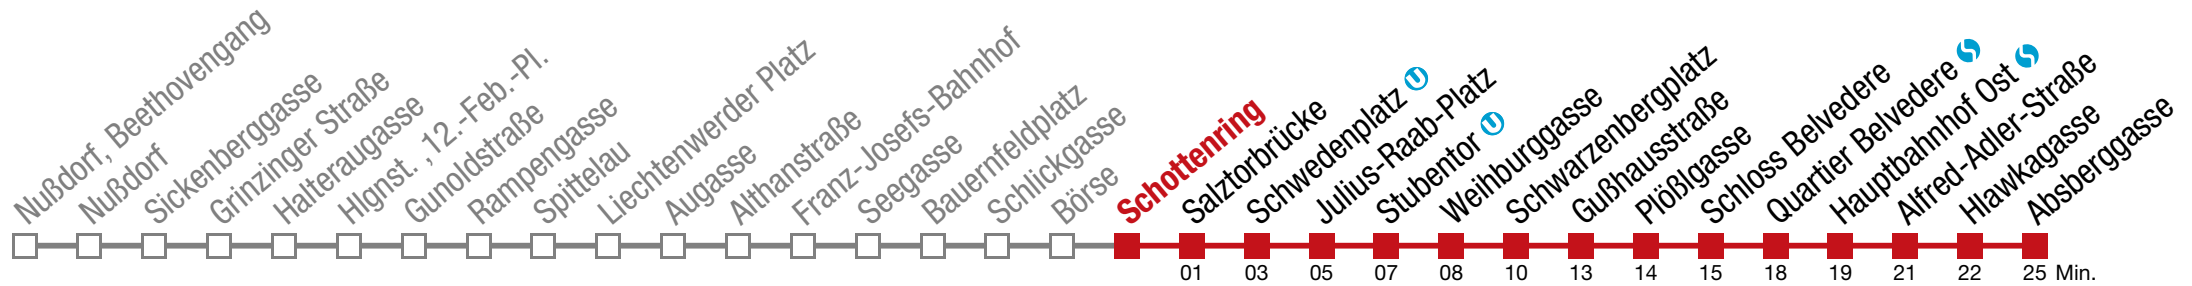 Nußdorf, Beethovengang
Nußdorf
Sickenberggasse
Grinzinger Straße
Halteraugasse
Hlgnst. , 12.-Feb.-Pl.
Gunoldstraße
Rampengasse
Spittelau
Liechtenwerder Platz
Augasse
Althanstraße
Franz-Josefs-Bahnhof
Seegasse
Bauernfeldplatz
Schlickgasse
Börse
Schottenring
Salztorbrücke
Schwedenplatz U
Julius-Raab-Platz
Stubentor U
Weihburggasse
Schwarzenbergplatz
Gußhausstraße
Plößlgasse
Schloss Belvedere
Quartier Belvedere S
Hauptbahnhof Ost S
Alfred-Adler-Straße
Hlawkagasse
Absberggasse
01 03 05 07 08 10 13 14 15 18 19 21 22 25 Min.